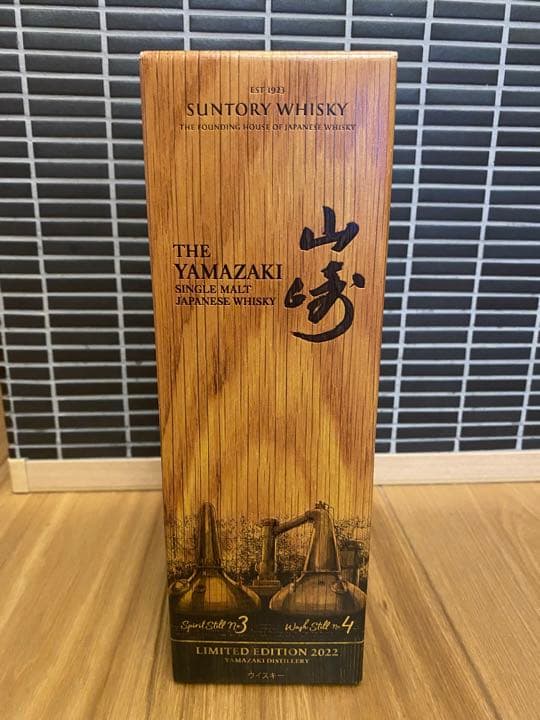 EST 1923
SUNTORY WHISKY
THE FOUNDING HOUSE OF JAPANESE WHISKY
山崎
THE
YAMAZAKI
SINGLE MALT
JAPANESE WHISKY
Spirit Still No3
Wash Still No4
LIMITED EDITION 2022
YAMAZAKI DISTILLERY
ウイスキー